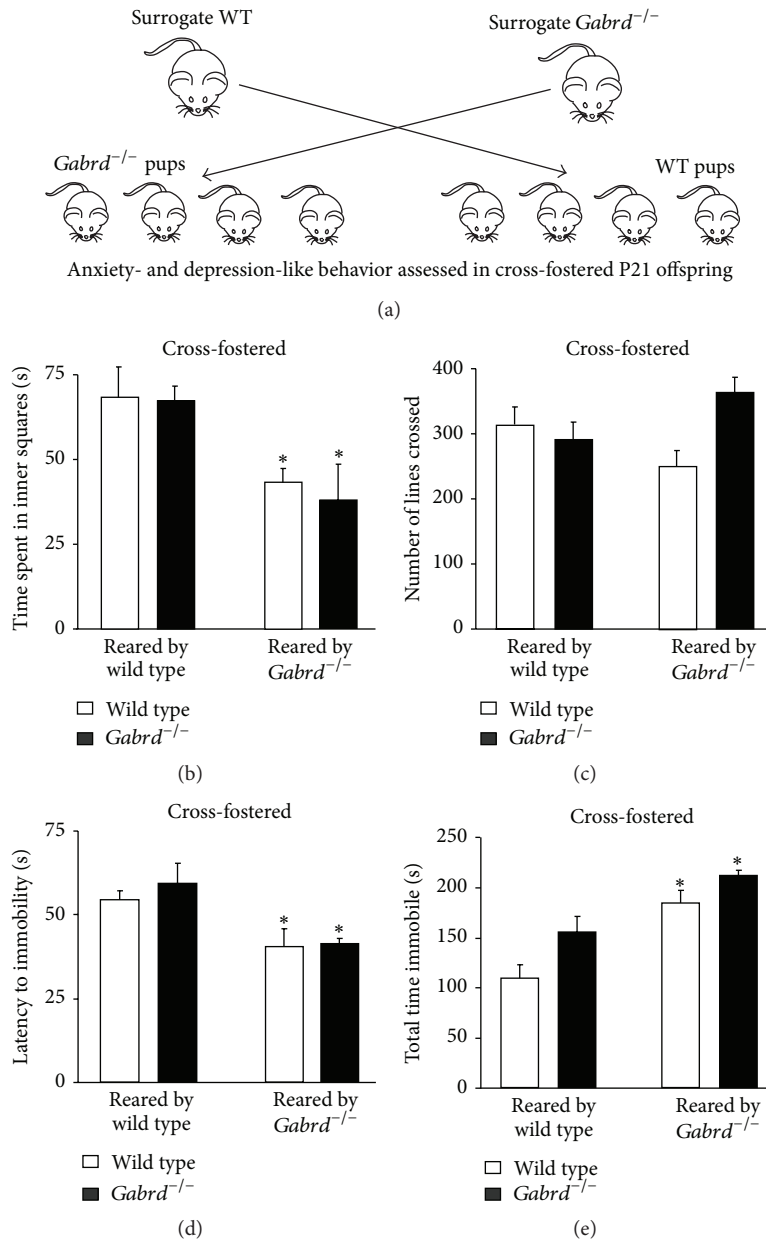 Surrogate WT
Surrogate Gabrd−/−
Gabrd−/− pups
WT pups
Anxiety- and depression-like behavior assessed in cross-fostered P21 offspring
(a)
Cross-fostered
Time spent in inner squares (s)
75
50
25
0
* *
Reared by wild type
Reared by Gabrd−/−
Wild type
Gabrd−/−
(b)
Cross-fostered
Number of lines crossed
400
300
200
100
0
Reared by wild type
Reared by Gabrd−/−
Wild type
Gabrd−/−
(c)
Cross-fostered
Latency to immobility (s)
75
50
25
0
* *
Reared by wild type
Reared by Gabrd−/−
Wild type
Gabrd−/−
(d)
Cross-fostered
Total time immobile (s)
250
200
150
100
50
0
* *
Reared by wild type
Reared by Gabrd−/−
Wild type
Gabrd−/−
(e)